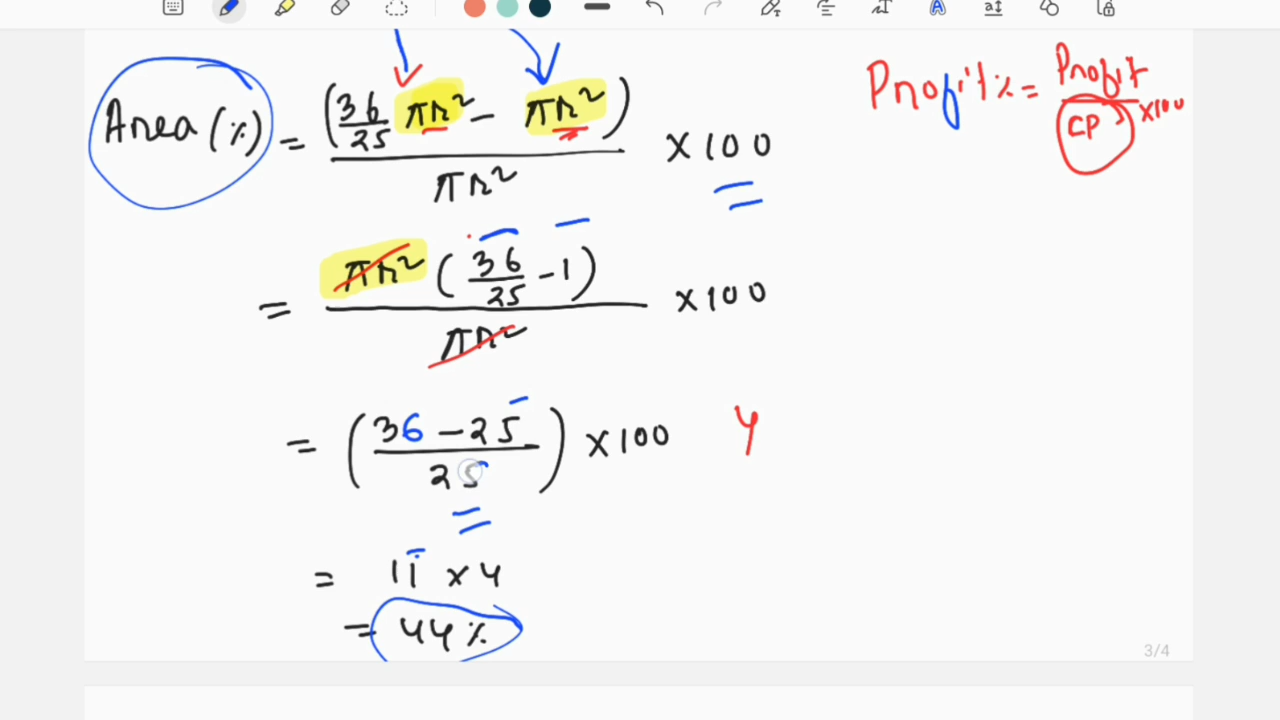 Area (%) = (36/25 πr² - πr²) / πr² × 100
Profit% = Profit / CP × 100
= πr² (36/25 - 1) / πr² × 100
= (36 - 25 / 25) × 100 4
= 11 × 4
= 44%
3/4